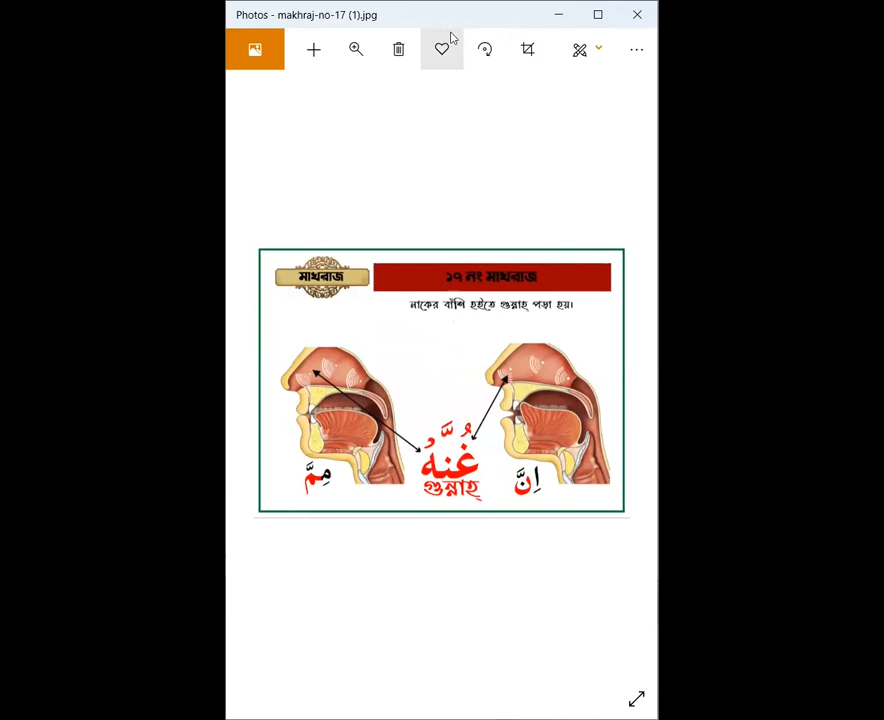 Photos - makhraj-no-17 (1).jpg
মাখরাজ
১৭ নং মাখরাজ
নাকের বাঁশি হইতে গুন্নাহ্ পড়া হয়।
غُنَّهُ
গুন্নাহ্
مِمَّ
اِنَّ